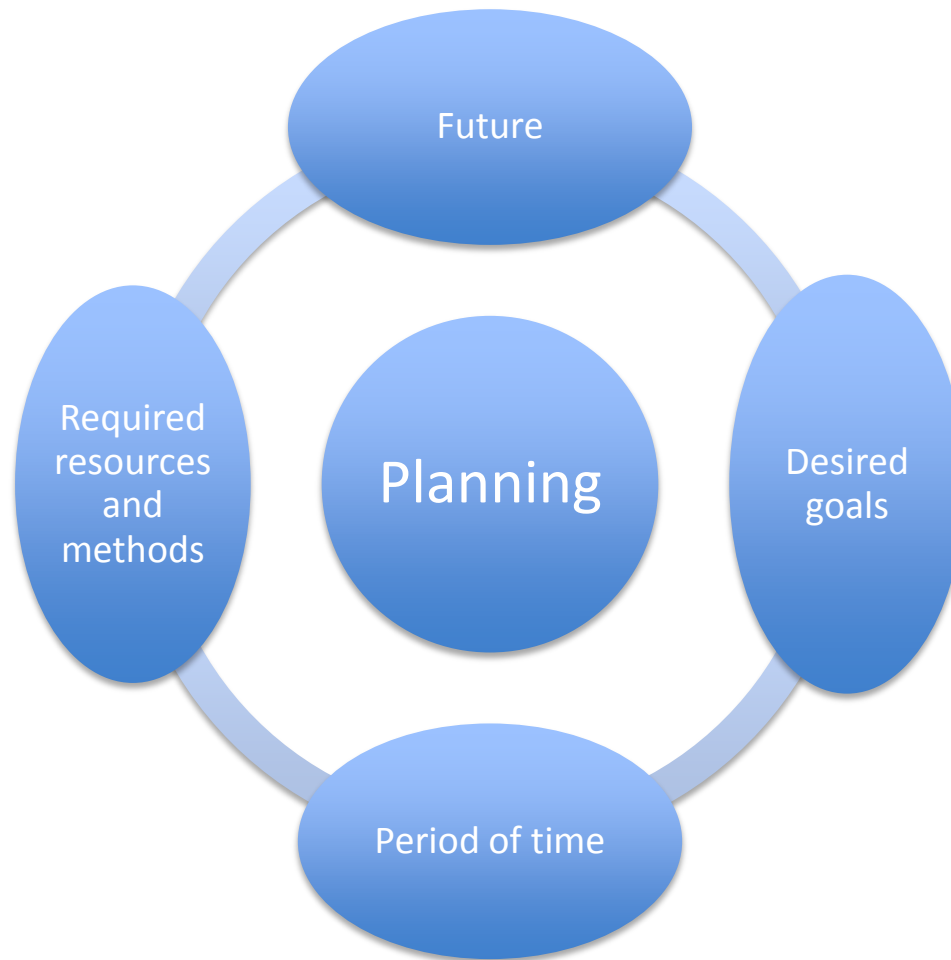 Future
Required
resources
and
methods
Planning
Desired
goals
Period of time